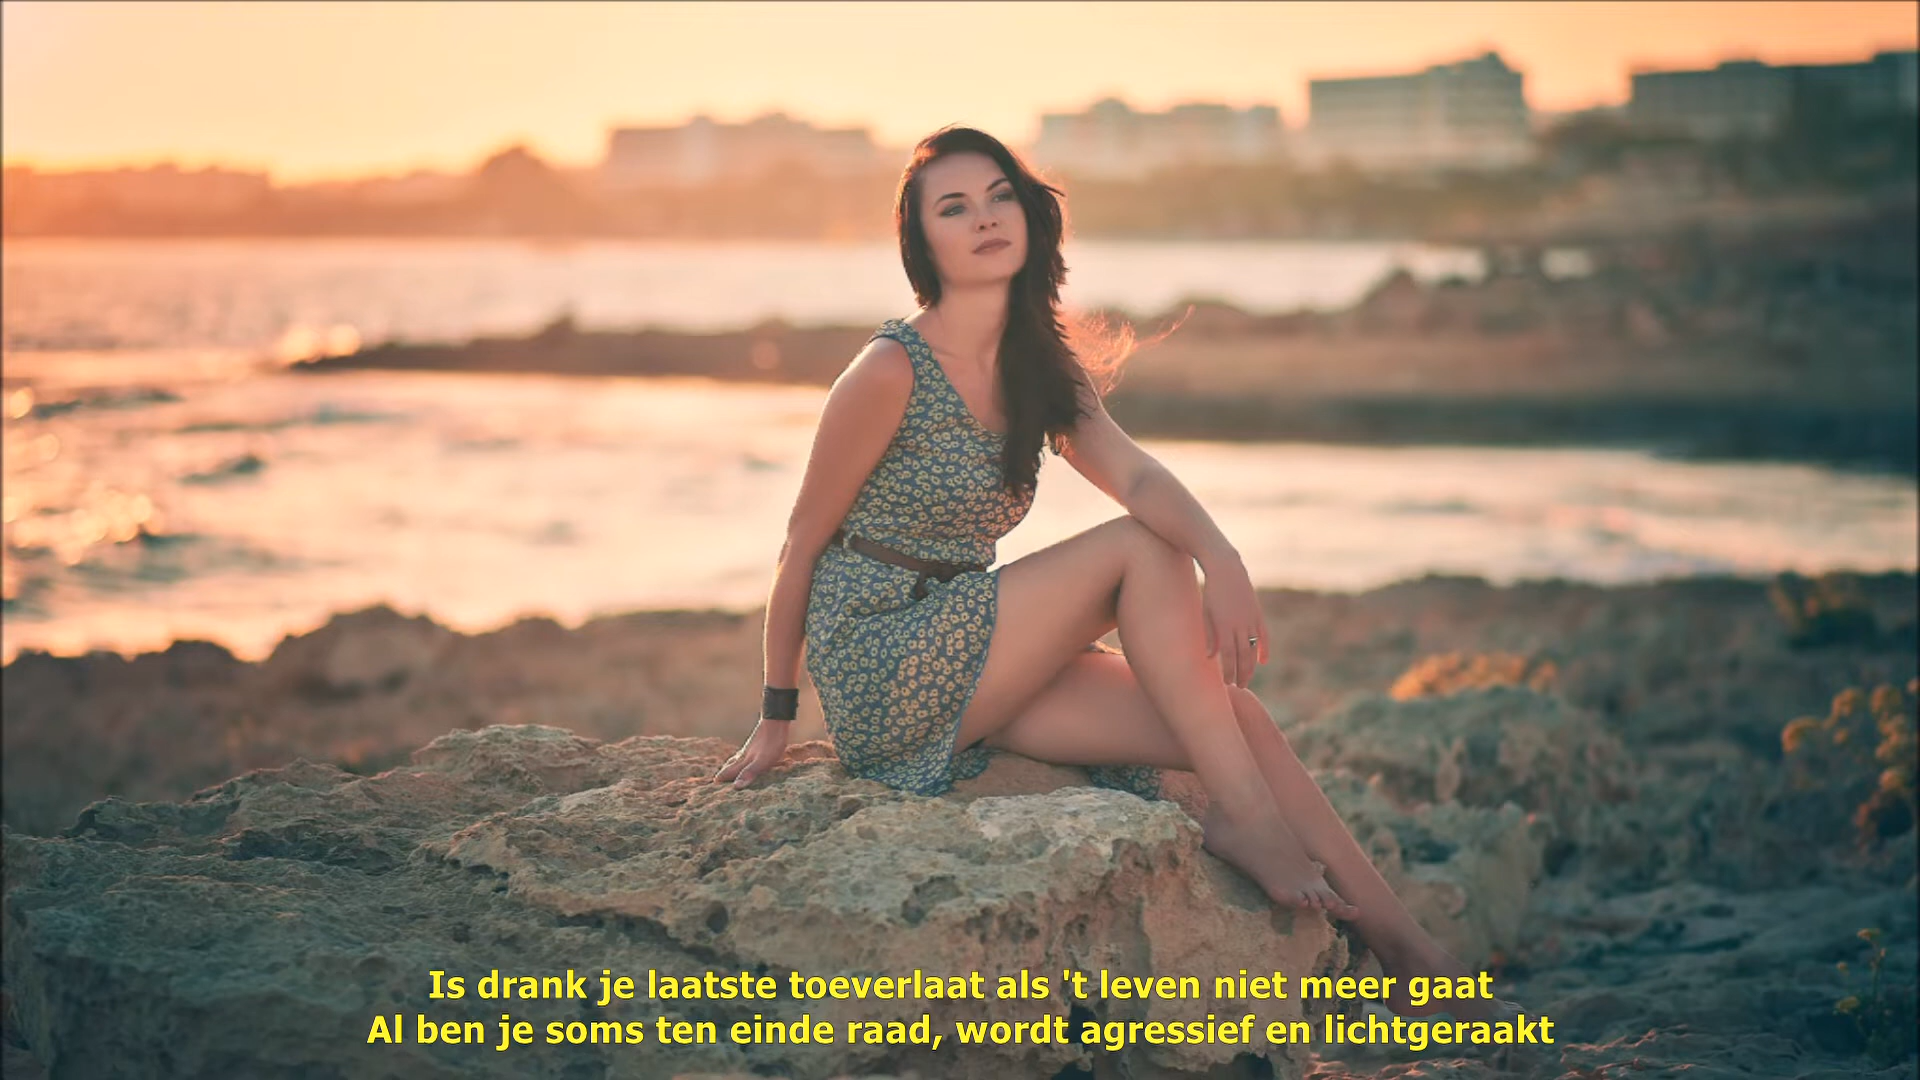 Is drank je laatste toeverlaat als 't leven niet meer gaat
Al ben je soms ten einde raad, wordt agressief en lichtgeraakt